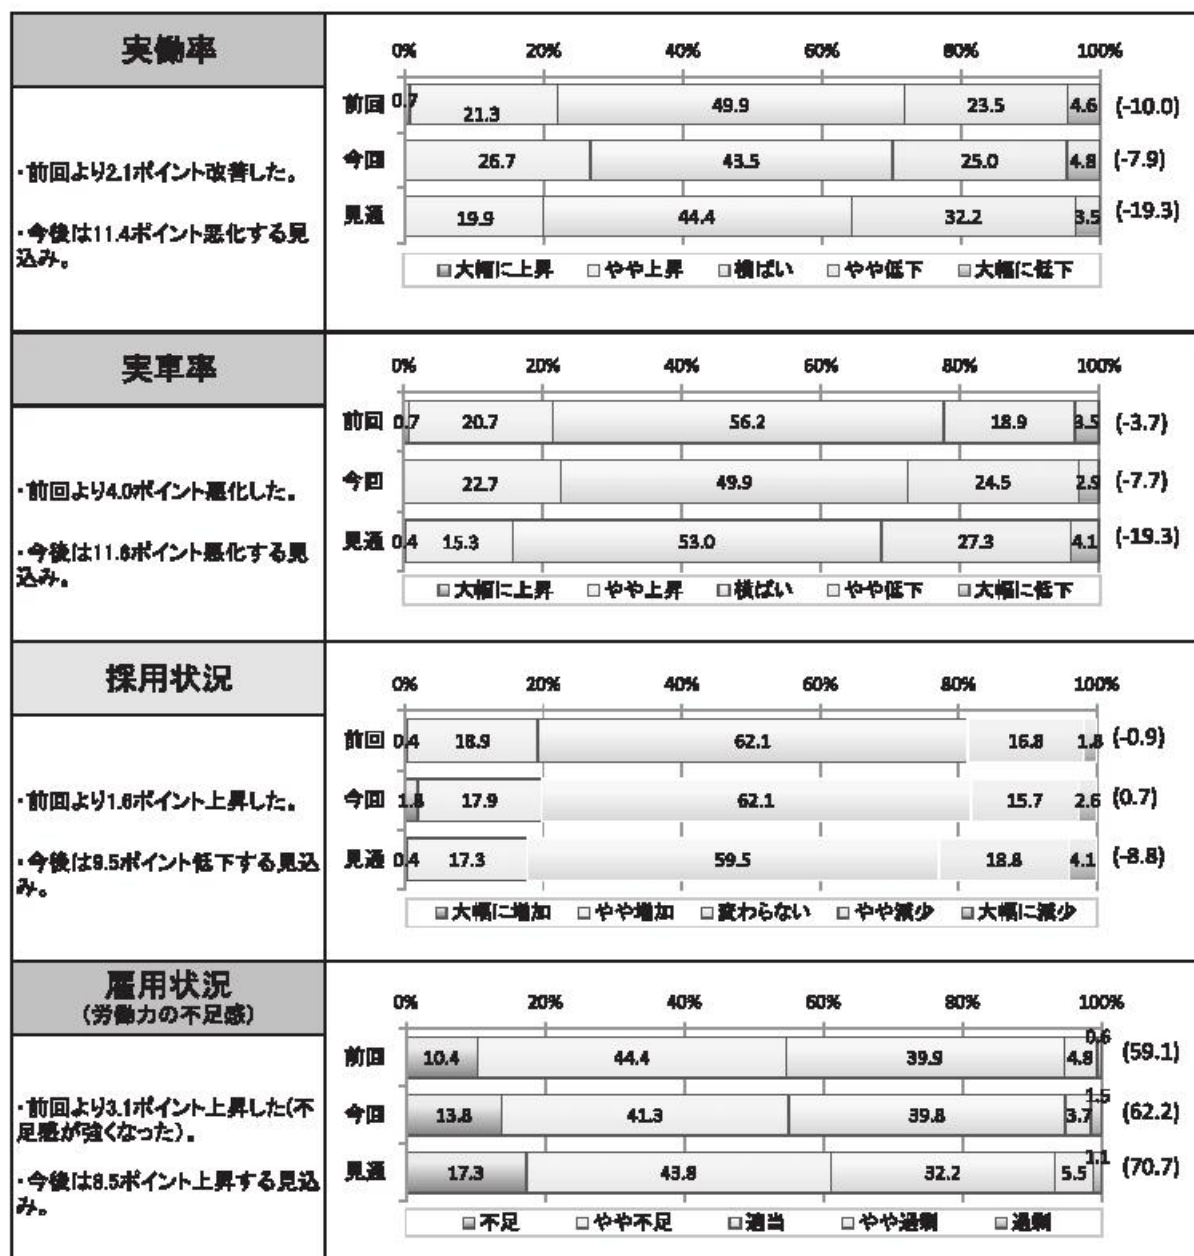 実働率
・前回より2.1ポイント改善した。
・今後は11.4ポイント悪化する見
込み。
0% 20% 40% 60% 80% 100%
前回 0.7 21.3 49.9 23.5 4.6 (-10.0)
今回 26.7 43.5 25.0 4.8 (-7.9)
見通 19.9 44.4 32.2 3.5 (-19.3)
大幅に上昇 やや上昇 横ばい やや低下 大幅に低下
実車率
・前回より4.0ポイント悪化した。
・今後は11.6ポイント悪化する見
込み。
0% 20% 40% 60% 80% 100%
前回 0.7 20.7 56.2 18.9 3.5 (-3.7)
今回 22.7 49.9 24.5 2.9 (-7.7)
見通 0.4 15.3 53.0 27.3 4.1 (-19.3)
大幅に上昇 やや上昇 横ばい やや低下 大幅に低下
採用状況
・前回より1.6ポイント上昇した。
・今後は9.5ポイント低下する見込
み。
0% 20% 40% 60% 80% 100%
前回 0.4 18.9 62.1 16.8 1.8 (-0.9)
今回 1.8 17.9 62.1 15.7 2.6 (0.7)
見通 0.4 17.3 59.5 18.8 4.1 (-8.8)
大幅に増加 やや増加 変わらない やや減少 大幅に減少
雇用状況
(労働力の不足感)
・前回より3.1ポイント上昇した(不
足感が強くなった)。
・今後は8.5ポイント上昇する見込
み。
0% 20% 40% 60% 80% 100%
前回 10.4 44.4 39.9 4.8 0.6 (59.1)
今回 13.8 41.3 39.8 3.7 1.5 (62.2)
見通 17.3 43.8 32.2 5.5 1.1 (70.7)
不足 やや不足 適当 やや過剰 過剰